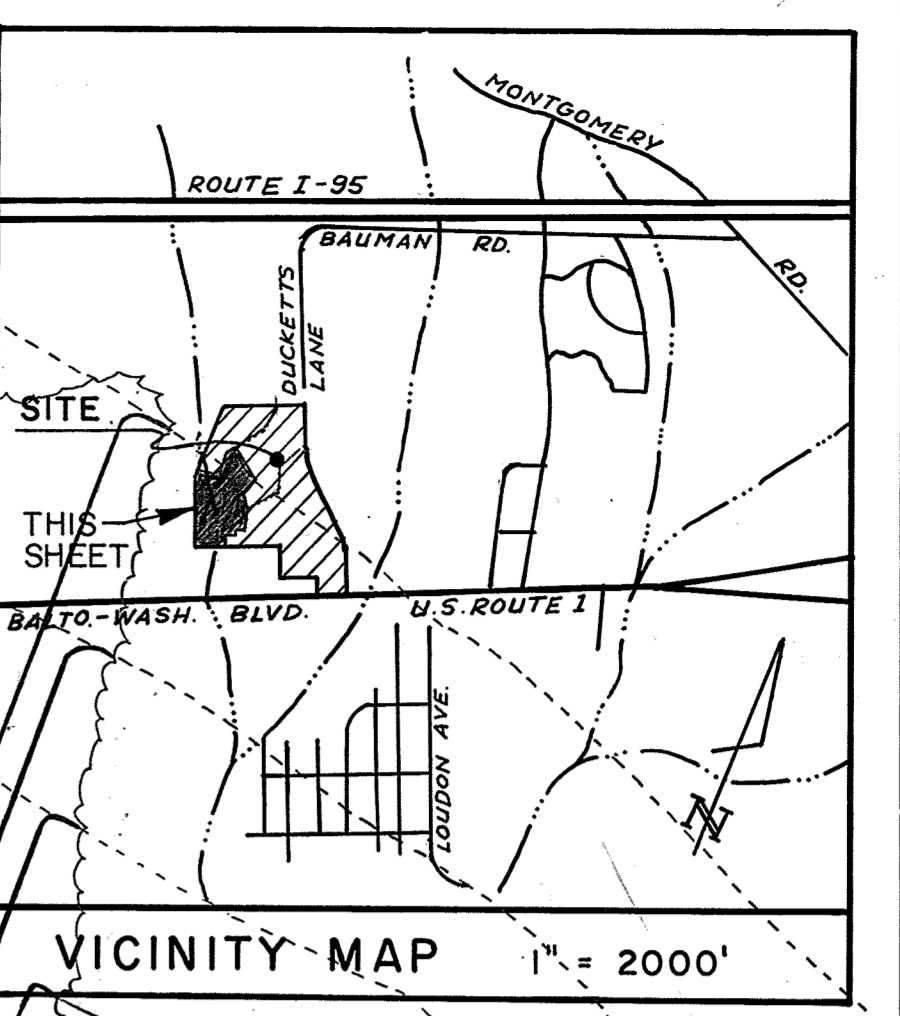 MONTGOMERY
ROUTE I-95
BAUMAN RD.
RD.
DUCKETTS
LANE
SITE
THIS
SHEET
BALTO.-WASH. BLVD. U.S. ROUTE 1
LOUDON AVE.
N
VICINITY MAP 1" = 2000'